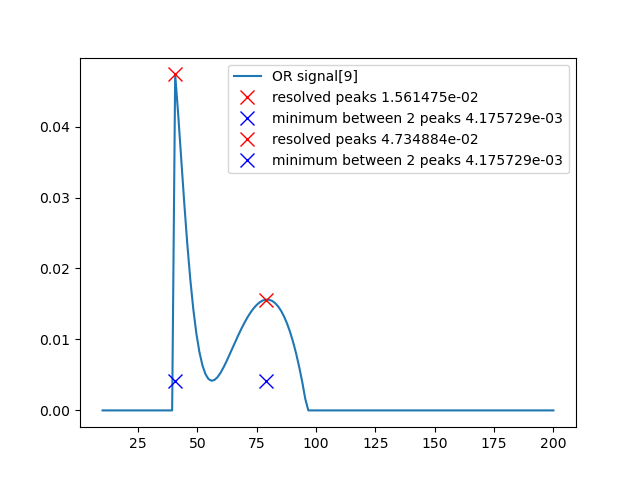 OR signal[9]
resolved peaks 1.561475e-02
minimum between 2 peaks 4.175729e-03
resolved peaks 4.734884e-02
minimum between 2 peaks 4.175729e-03
0.04
0.03
0.02
0.01
0.00
25 50 75 100 125 150 175 200